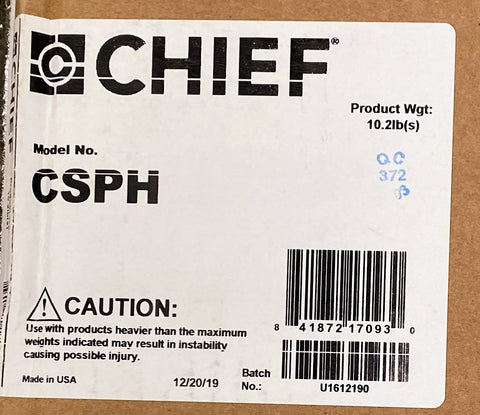 CHIEF®
Product Wgt:
10.2lb(s)
Model No.
CSPH
QC
372
CAUTION:
Use with products heavier than the maximum
weights indicated may result in instability
causing possible injury.
8 41872 17093 0
Made in USA
12/20/19
Batch
No.:
U1612190